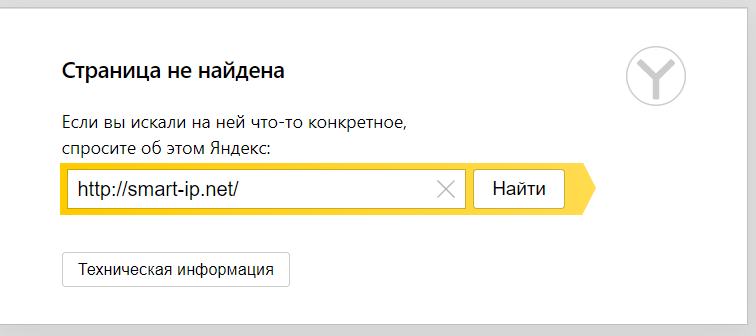 Страница не найдена
Если вы искали на ней что-то конкретное,
спросите об этом Яндекс:
http://smart-ip.net/
Найти
Техническая информация